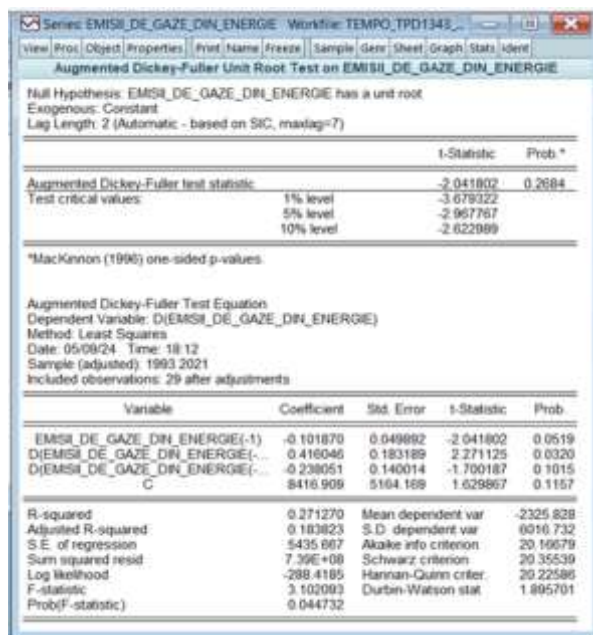 Series: EMISII_DE_GAZE_DIN_ENERGIE Workfile: TEMPO_TPD1343_...
View Proc Object Properties Print Name Freeze Sample Genr Sheet Graph Stats Ident
Augmented Dickey-Fuller Unit Root Test on EMISII_DE_GAZE_DIN_ENERGIE
Null Hypothesis: EMISII_DE_GAZE_DIN_ENERGIE has a unit root
Exogenous: Constant
Lag Length: 2 (Automatic - based on SIC, maxlag=7)
t-Statistic Prob.*
Augmented Dickey-Fuller test statistic -2.041802 0.2684
Test critical values: 1% level -3.679322
5% level -2.967767
10% level -2.622989
*MacKinnon (1996) one-sided p-values.
Augmented Dickey-Fuller Test Equation
Dependent Variable: D(EMISII_DE_GAZE_DIN_ENERGIE)
Method: Least Squares
Date: 05/09/24 Time: 18:12
Sample (adjusted): 1993 2021
Included observations: 29 after adjustments
Variable Coefficient Std. Error t-Statistic Prob.
EMISII_DE_GAZE_DIN_ENERGIE(-1) -0.101870 0.049892 -2.041802 0.0519
D(EMISII_DE_GAZE_DIN_ENERGIE(-... 0.416046 0.183189 2.271125 0.0320
D(EMISII_DE_GAZE_DIN_ENERGIE(-... -0.238051 0.140014 -1.700187 0.1015
C 8416.909 5164.169 1.629867 0.1157
R-squared 0.271270 Mean dependent var -2325.828
Adjusted R-squared 0.183823 S.D. dependent var 6016.732
S.E. of regression 5435.667 Akaike info criterion 20.16679
Sum squared resid 7.39E+08 Schwarz criterion 20.35539
Log likelihood -288.4185 Hannan-Quinn criter. 20.22586
F-statistic 3.102093 Durbin-Watson stat 1.895701
Prob(F-statistic) 0.044732